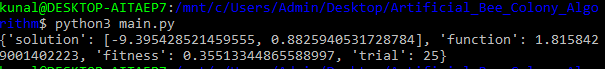 kunal@DESKTOP-AITAEP7:/mnt/c/Users/Admin/Desktop/Artificial_Bee_Colony_Algo
rithm$ python3 main.py
{'solution': [-9.395428521459555, 0.8825940531728784], 'function': 1.815842
9001402223, 'fitness': 0.35513344865588997, 'trial': 25}